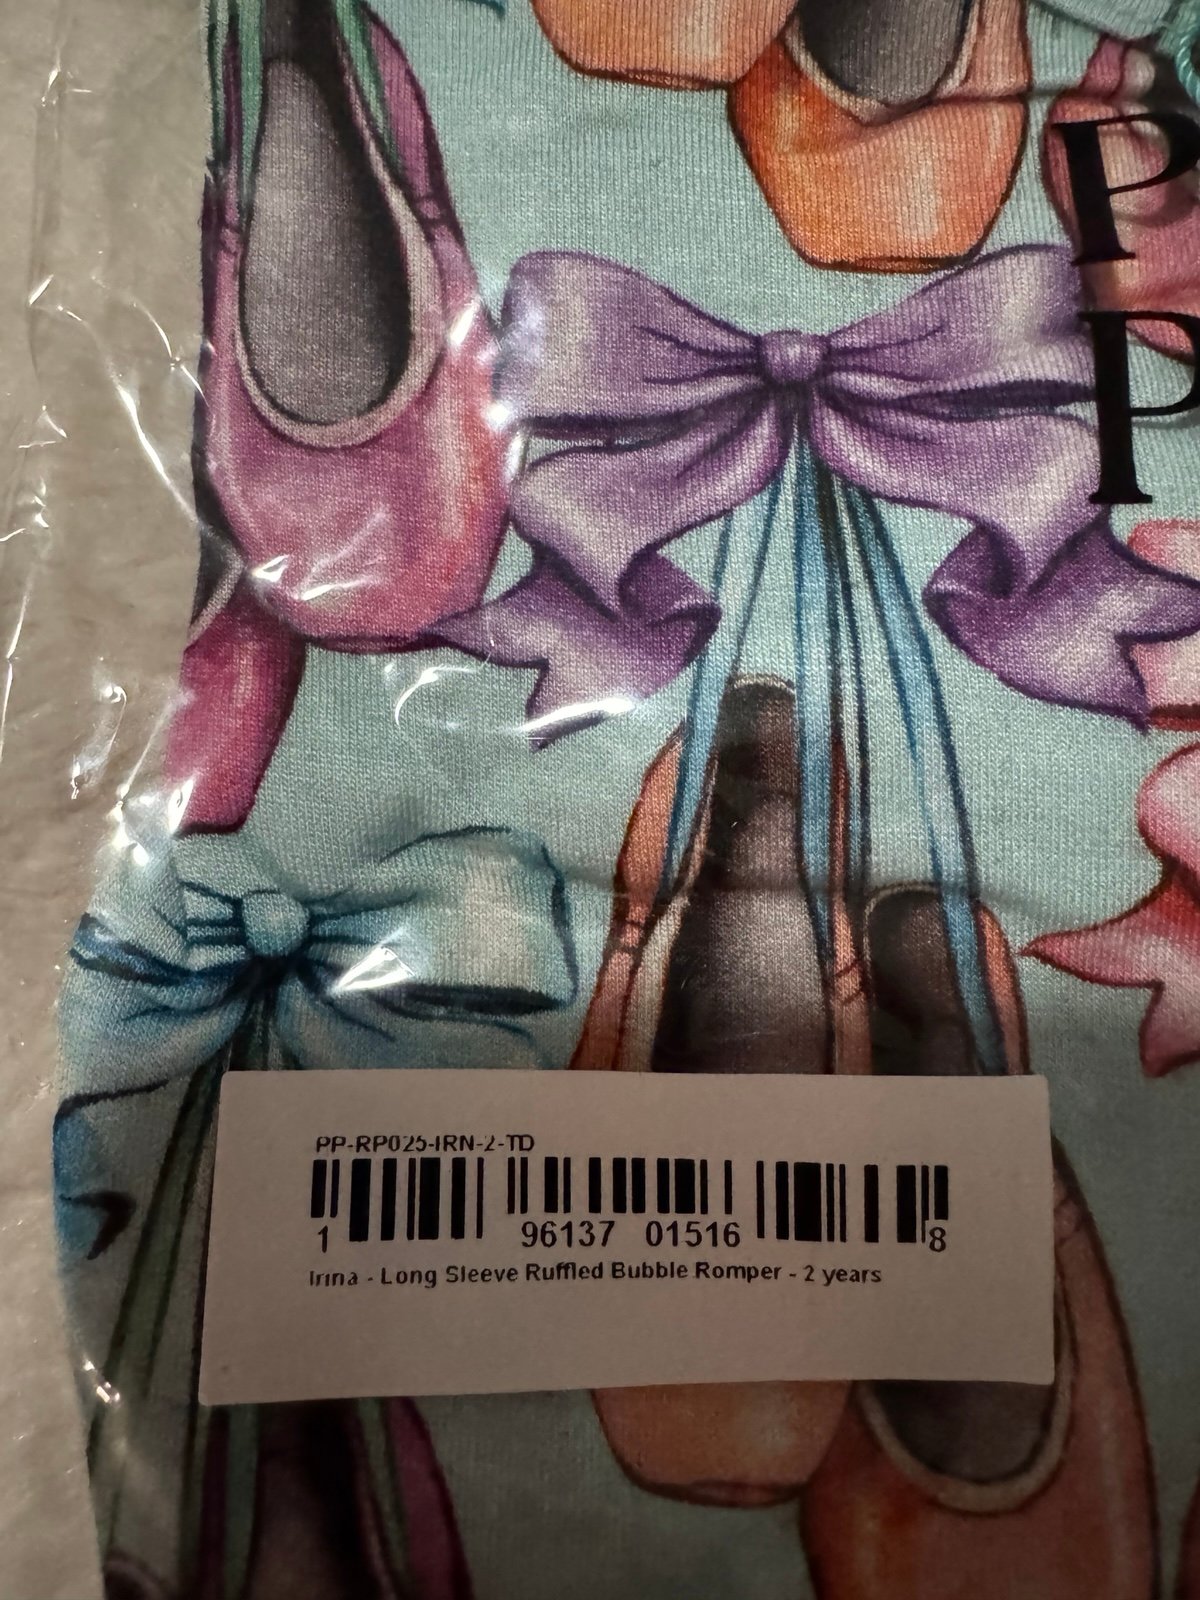 P
P
PP-RP025-IRN-2-TD
1 96137 01516 8
Irina - Long Sleeve Ruffled Bubble Romper - 2 years